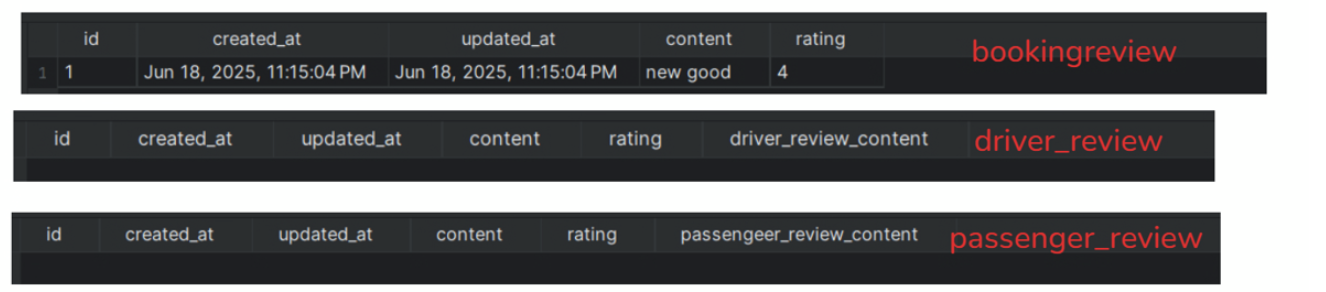 id created_at updated_at content rating bookingreview
1 1 Jun 18, 2025, 11:15:04 PM Jun 18, 2025, 11:15:04 PM new good 4
id created_at updated_at content rating driver_review_content driver_review
id created_at updated_at content rating passengeer_review_content passenger_review